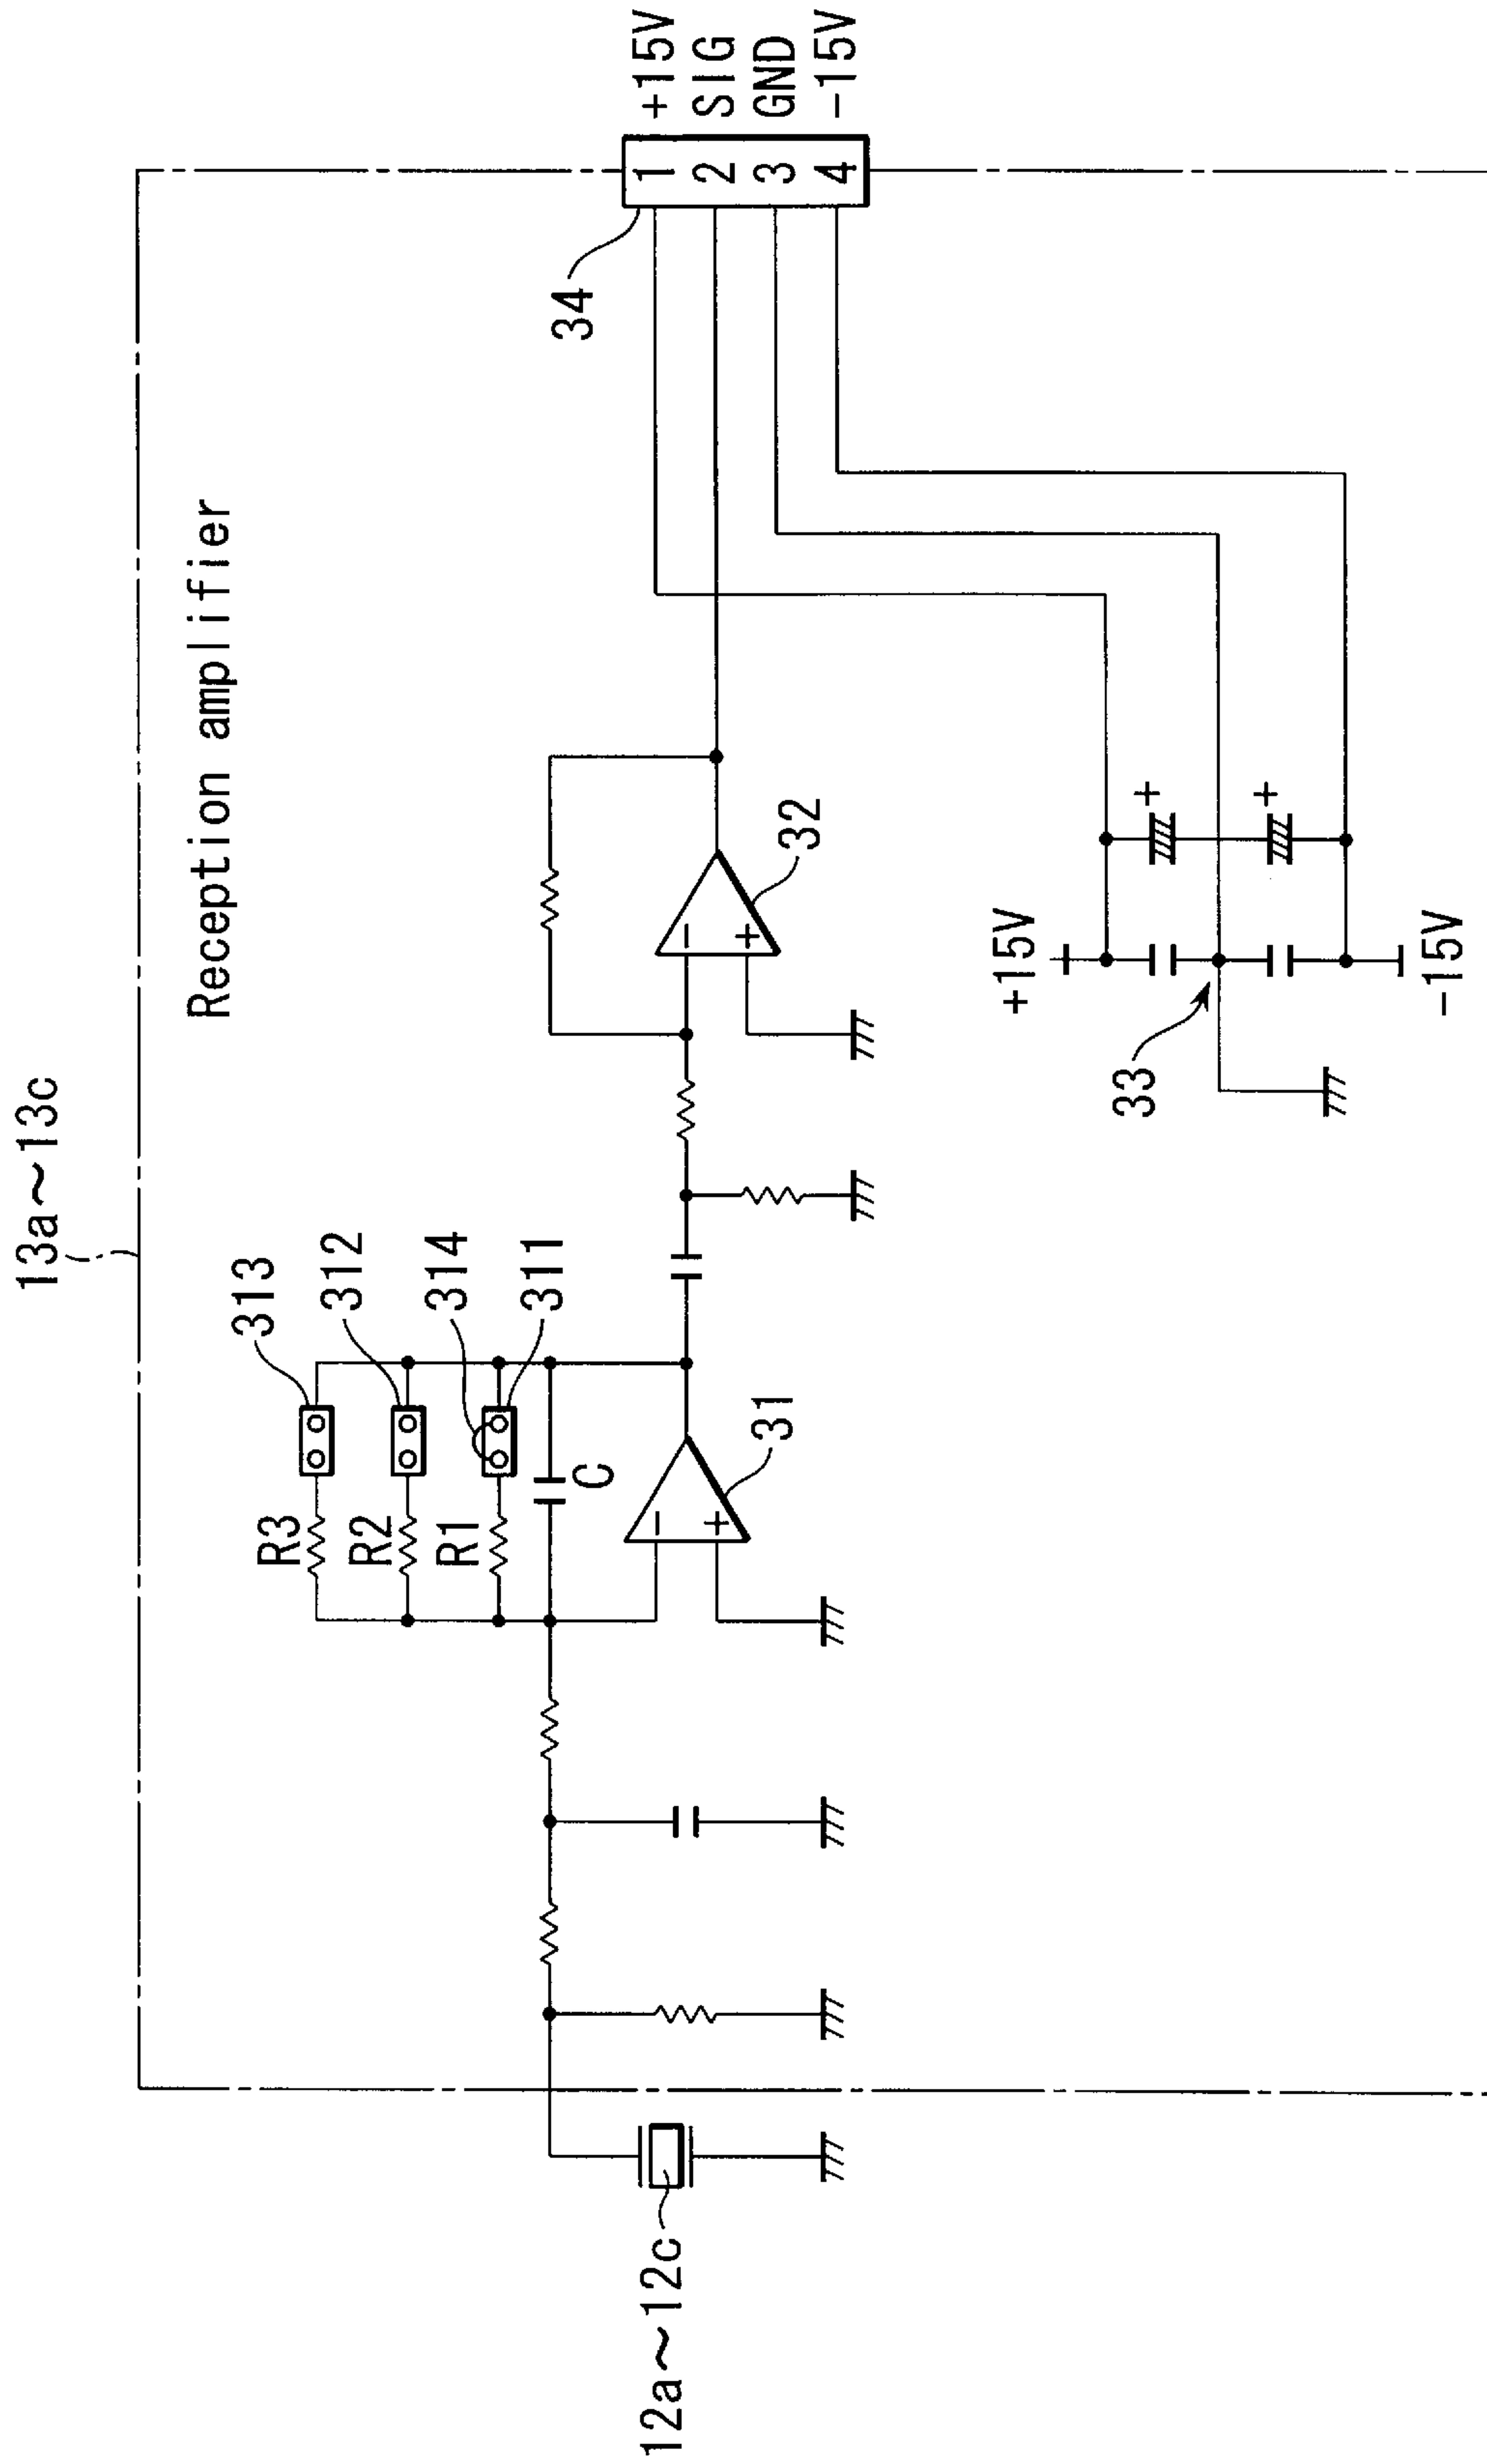 13a~13c
Reception amplifier
313
312
314
311
R3
R2
R1
C
31
32
34
1 +15V
2 SIG
3 GND
4 -15V
12a~12c
+15V
33
-15V
+
+
-
+
-
+